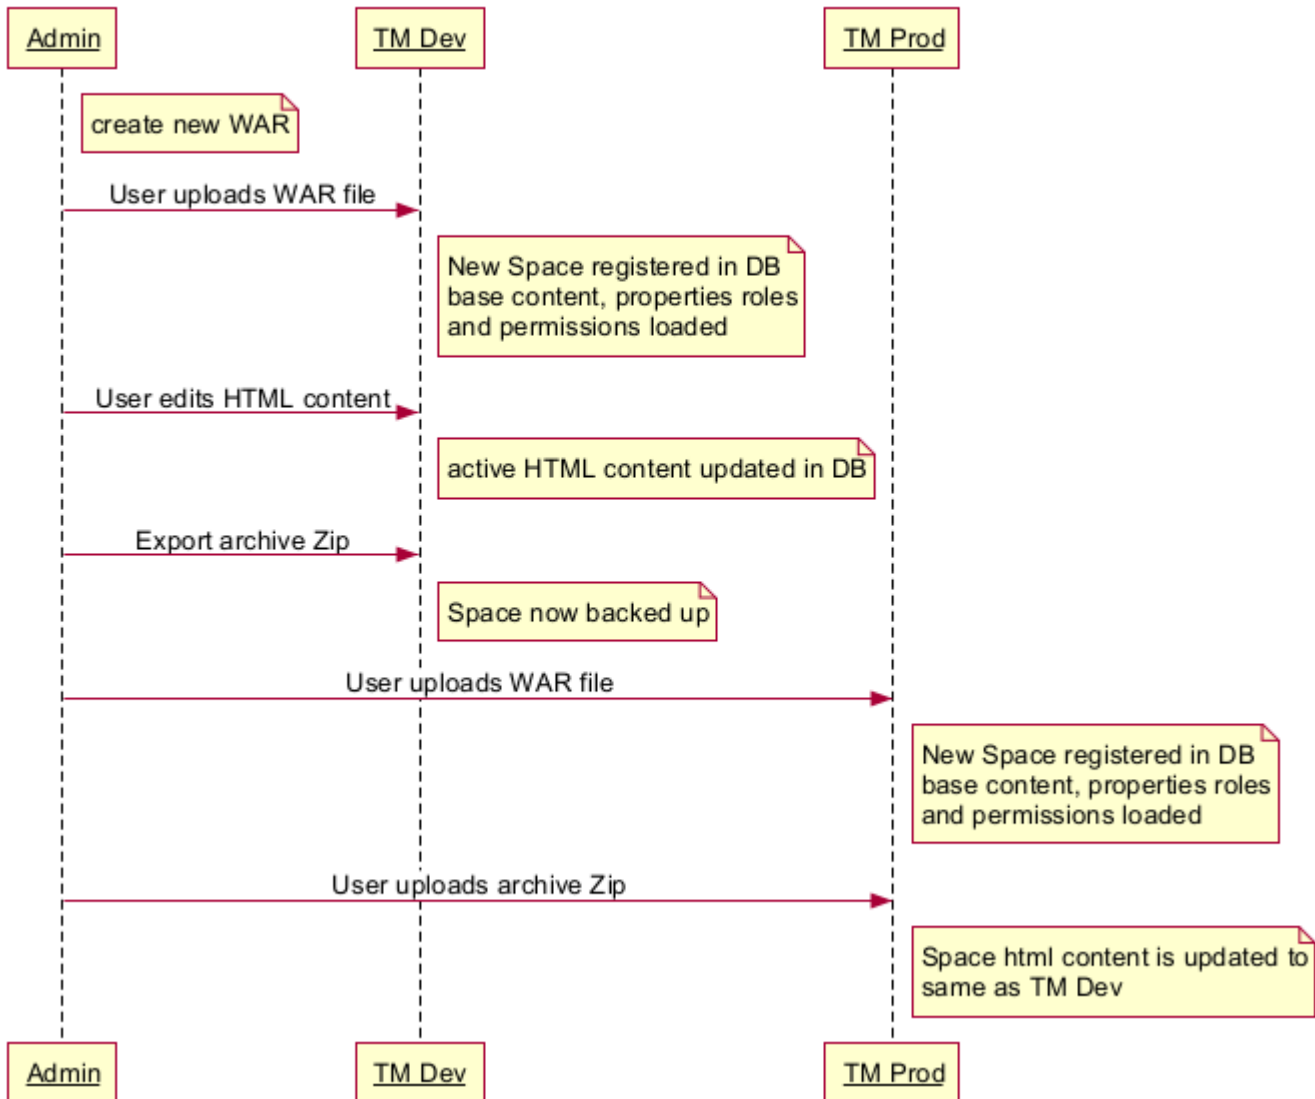 Admin
TM Dev
TM Prod
create new WAR
User uploads WAR file
New Space registered in DB
base content, properties roles
and permissions loaded
User edits HTML content
active HTML content updated in DB
Export archive Zip
Space now backed up
User uploads WAR file
New Space registered in DB
base content, properties roles
and permissions loaded
User uploads archive Zip
Space html content is updated to
same as TM Dev
Admin
TM Dev
TM Prod